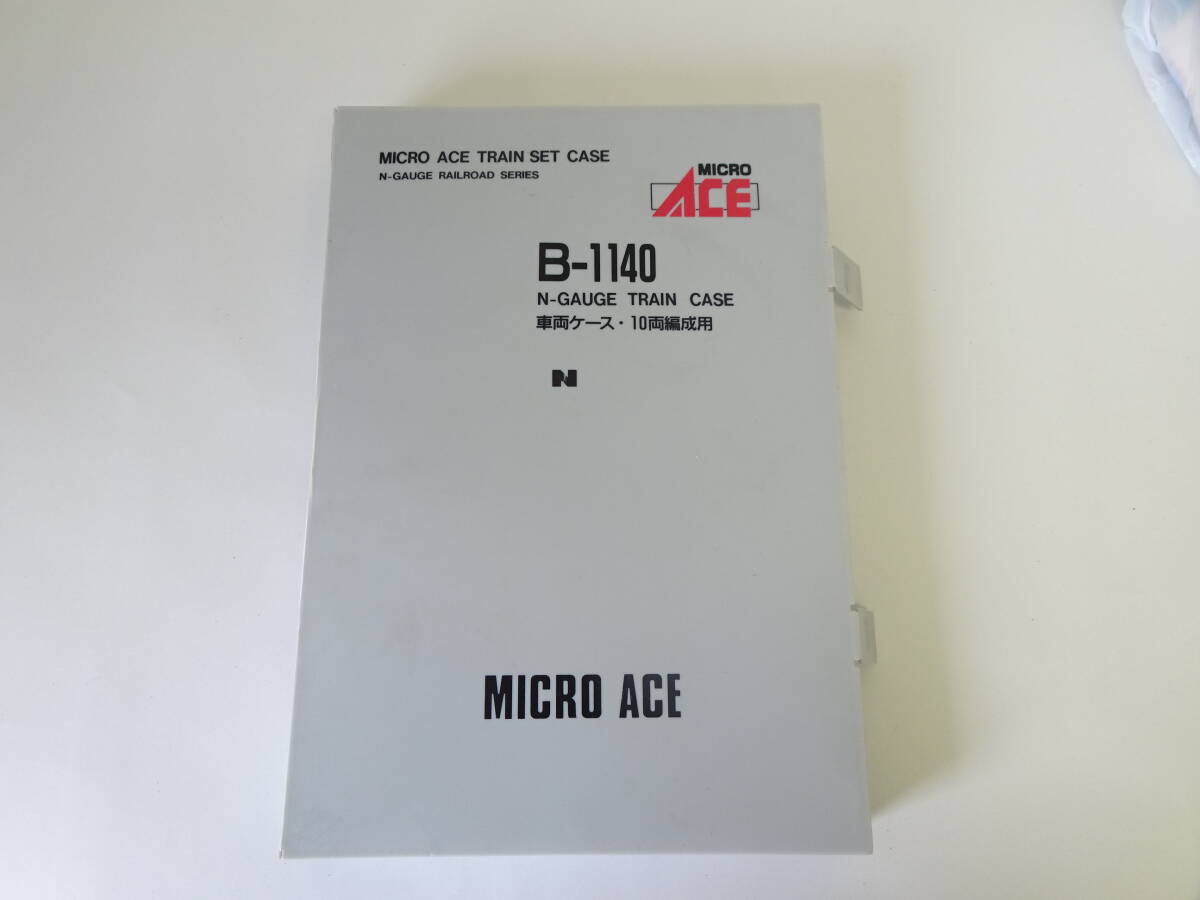 MICRO ACE TRAIN SET CASE
N-GAUGE RAILROAD SERIES
MICRO
ACE
B-1140
N-GAUGE TRAIN CASE
車両ケース・10両編成用
N
MICRO ACE